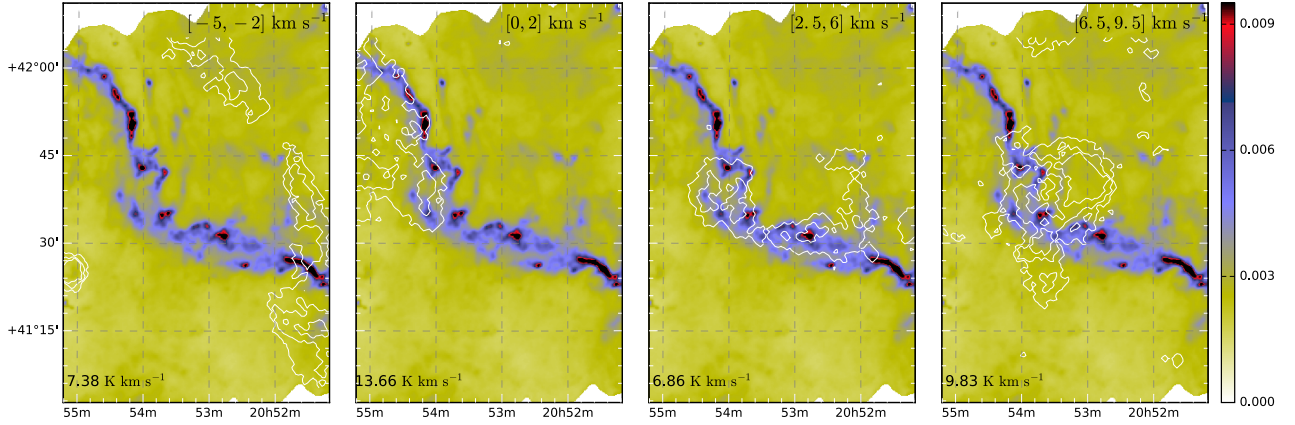 [−5, −2] km s⁻¹
[0, 2] km s⁻¹
[2.5, 6] km s⁻¹
[6.5, 9.5] km s⁻¹
+42°00'
45'
30'
+41°15'
7.38 K km s⁻¹
13.66 K km s⁻¹
6.86 K km s⁻¹
9.83 K km s⁻¹
55m 54m 53m 20h52m
55m 54m 53m 20h52m
55m 54m 53m 20h52m
55m 54m 53m 20h52m
0.009
0.006
0.003
0.000